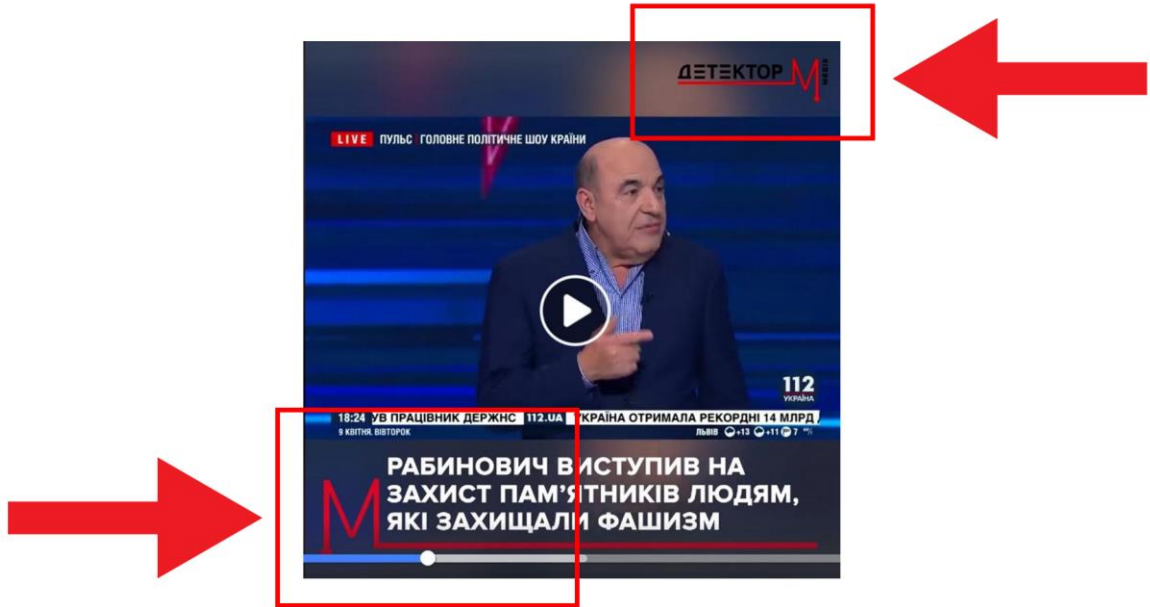 ДЕТЕКТОР М
МЕДІА
LIVE ПУЛЬС ГОЛОВНЕ ПОЛІТИЧНЕ ШОУ КРАЇНИ
112
УКРАЇНА
18:24 УВ ПРАЦІВНИК ДЕРЖНС 112.UA УКРАЇНА ОТРИМАЛА РЕКОРДНІ 14 МЛРД
9 КВІТНЯ. ВІВТОРОК ЛЬВІВ +13 +11 7
РАБИНОВИЧ ВИСТУПИВ НА
ЗАХИСТ ПАМ’ЯТНИКІВ ЛЮДЯМ,
М ЯКІ ЗАХИЩАЛИ ФАШИЗМ